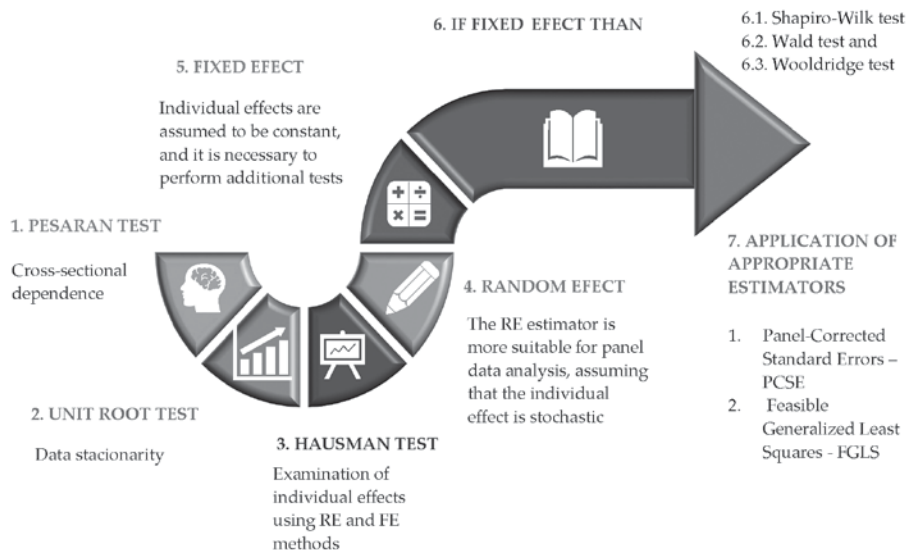 1. PESARAN TEST
Cross-sectional
dependence
2. UNIT ROOT TEST
Data stacionarity
3. HAUSMAN TEST
Examination of
individual effects
using RE and FE
methods
4. RANDOM EFECT
The RE estimator is
more suitable for panel
data analysis, assuming
that the individual
effect is stochastic
5. FIXED EFECT
Individual effects are
assumed to be constant,
and it is necessary to
perform additional tests
6. IF FIXED EFECT THAN
6.1. Shapiro-Wilk test
6.2. Wald test and
6.3. Wooldridge test
7. APPLICATION OF
APPROPRIATE
ESTIMATORS
1. Panel-Corrected
Standard Errors –
PCSE
2. Feasible
Generalized Least
Squares - FGLS